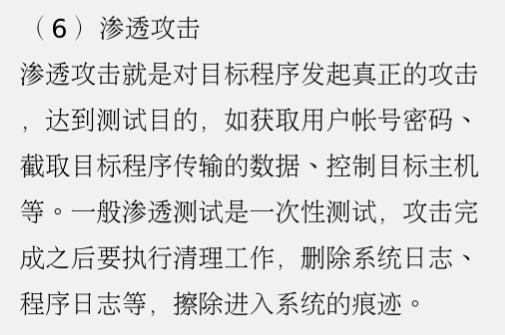 （6）渗透攻击
渗透攻击就是对目标程序发起真正的攻击
，达到测试目的，如获取用户帐号密码、
截取目标程序传输的数据、控制目标主机
等。一般渗透测试是一次性测试，攻击完
成之后要执行清理工作，删除系统日志、
程序日志等，擦除进入系统的痕迹。